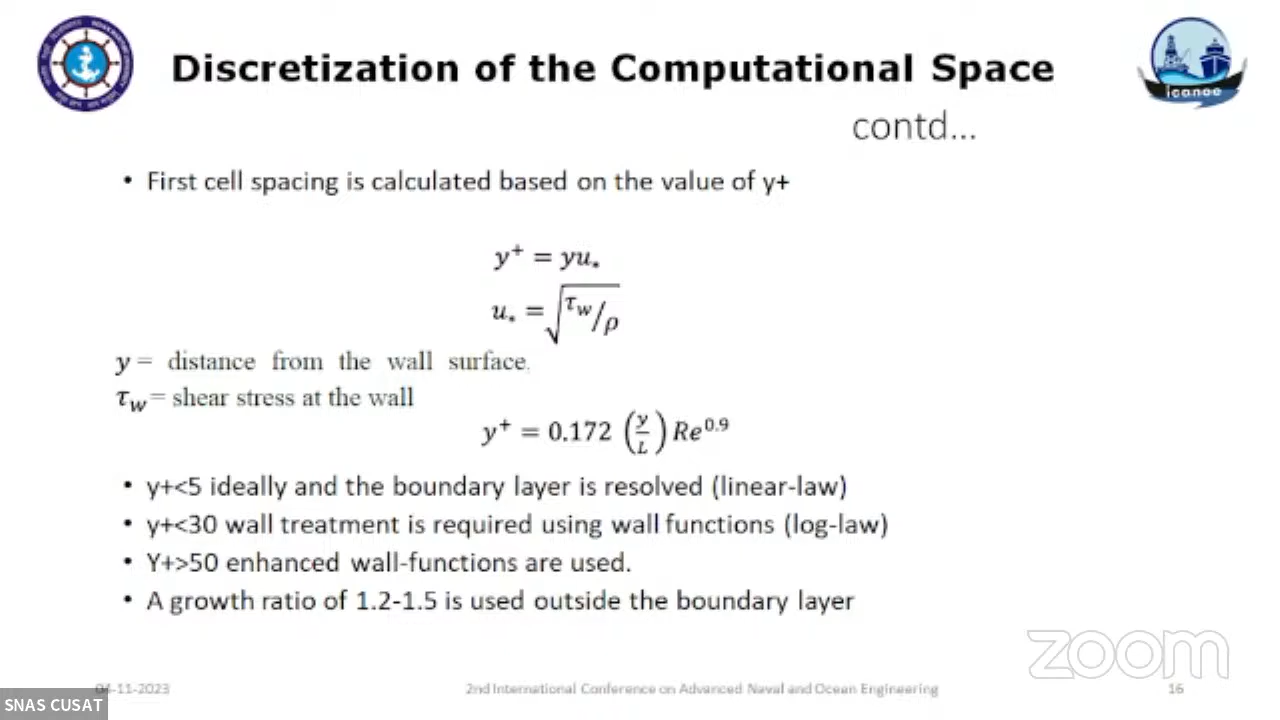 Discretization of the Computational Space
icanoe
contd...
• First cell spacing is calculated based on the value of y+
y⁺ = yu*
u* = √(τw/ρ)
y = distance from the wall surface.
τw = shear stress at the wall
y⁺ = 0.172 (y/L) Re^0.9
• y+<5 ideally and the boundary layer is resolved (linear-law)
• y+<30 wall treatment is required using wall functions (log-law)
• Y+>50 enhanced wall-functions are used.
• A growth ratio of 1.2-1.5 is used outside the boundary layer
zoom
04-11-2023
2nd International Conference on Advanced Naval and Ocean Engineering
16
SNAS CUSAT